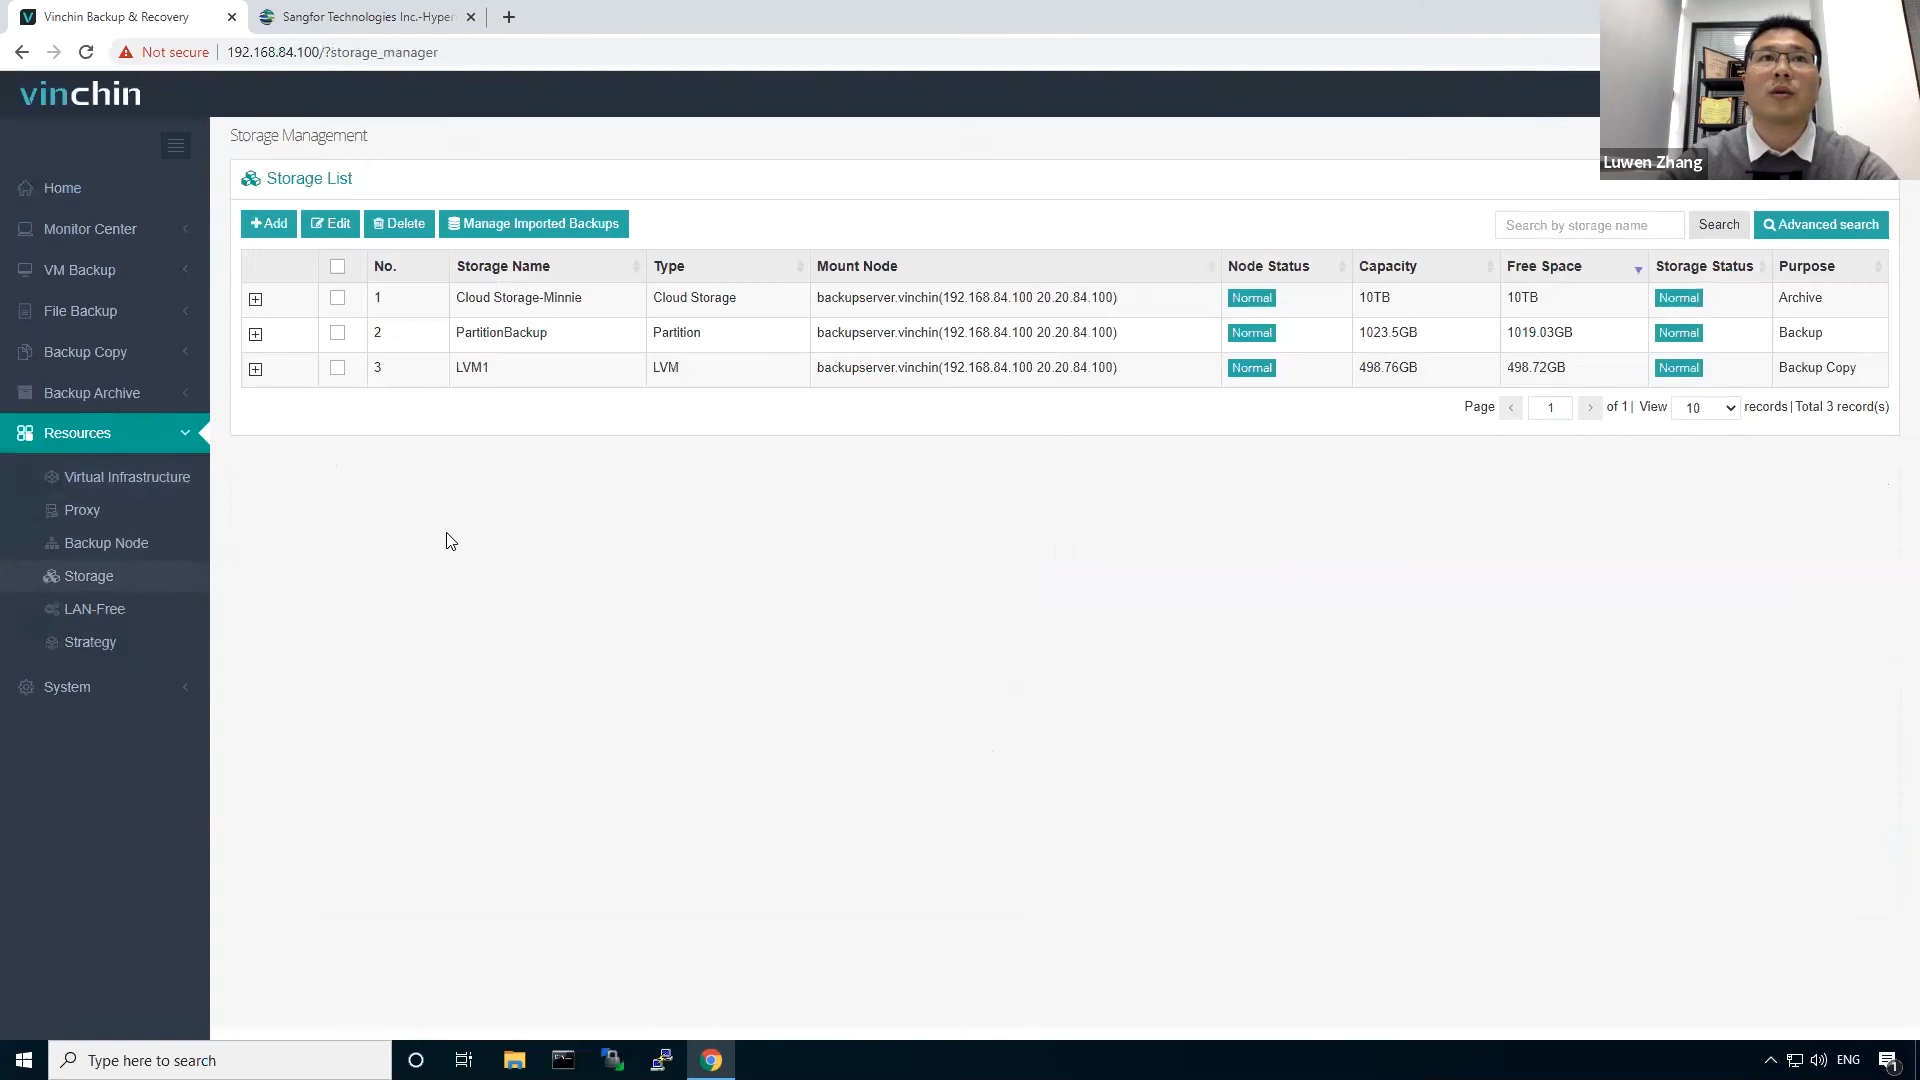 Vinchin Backup & Recovery
Sangfor Technologies Inc.-Hyper
Not secure
192.168.84.100/?storage_manager
vinchin
Luwen Zhang
Storage Management
Storage List
Add
Edit
Delete
Manage Imported Backups
Search by storage name
Search
Advanced search
No. Storage Name Type Mount Node Node Status Capacity Free Space Storage Status Purpose
1 Cloud Storage-Minnie Cloud Storage backupserver.vinchin(192.168.84.100 20.20.84.100) Normal 10TB 10TB Normal Archive
2 PartitionBackup Partition backupserver.vinchin(192.168.84.100 20.20.84.100) Normal 1023.5GB 1019.03GB Normal Backup
3 LVM1 LVM backupserver.vinchin(192.168.84.100 20.20.84.100) Normal 498.76GB 498.72GB Normal Backup Copy
Page < 1 > of 1 | View 10 records | Total 3 record(s)
Home
Monitor Center
VM Backup
File Backup
Backup Copy
Backup Archive
Resources
Virtual Infrastructure
Proxy
Backup Node
Storage
LAN-Free
Strategy
System
Type here to search
ENG
1